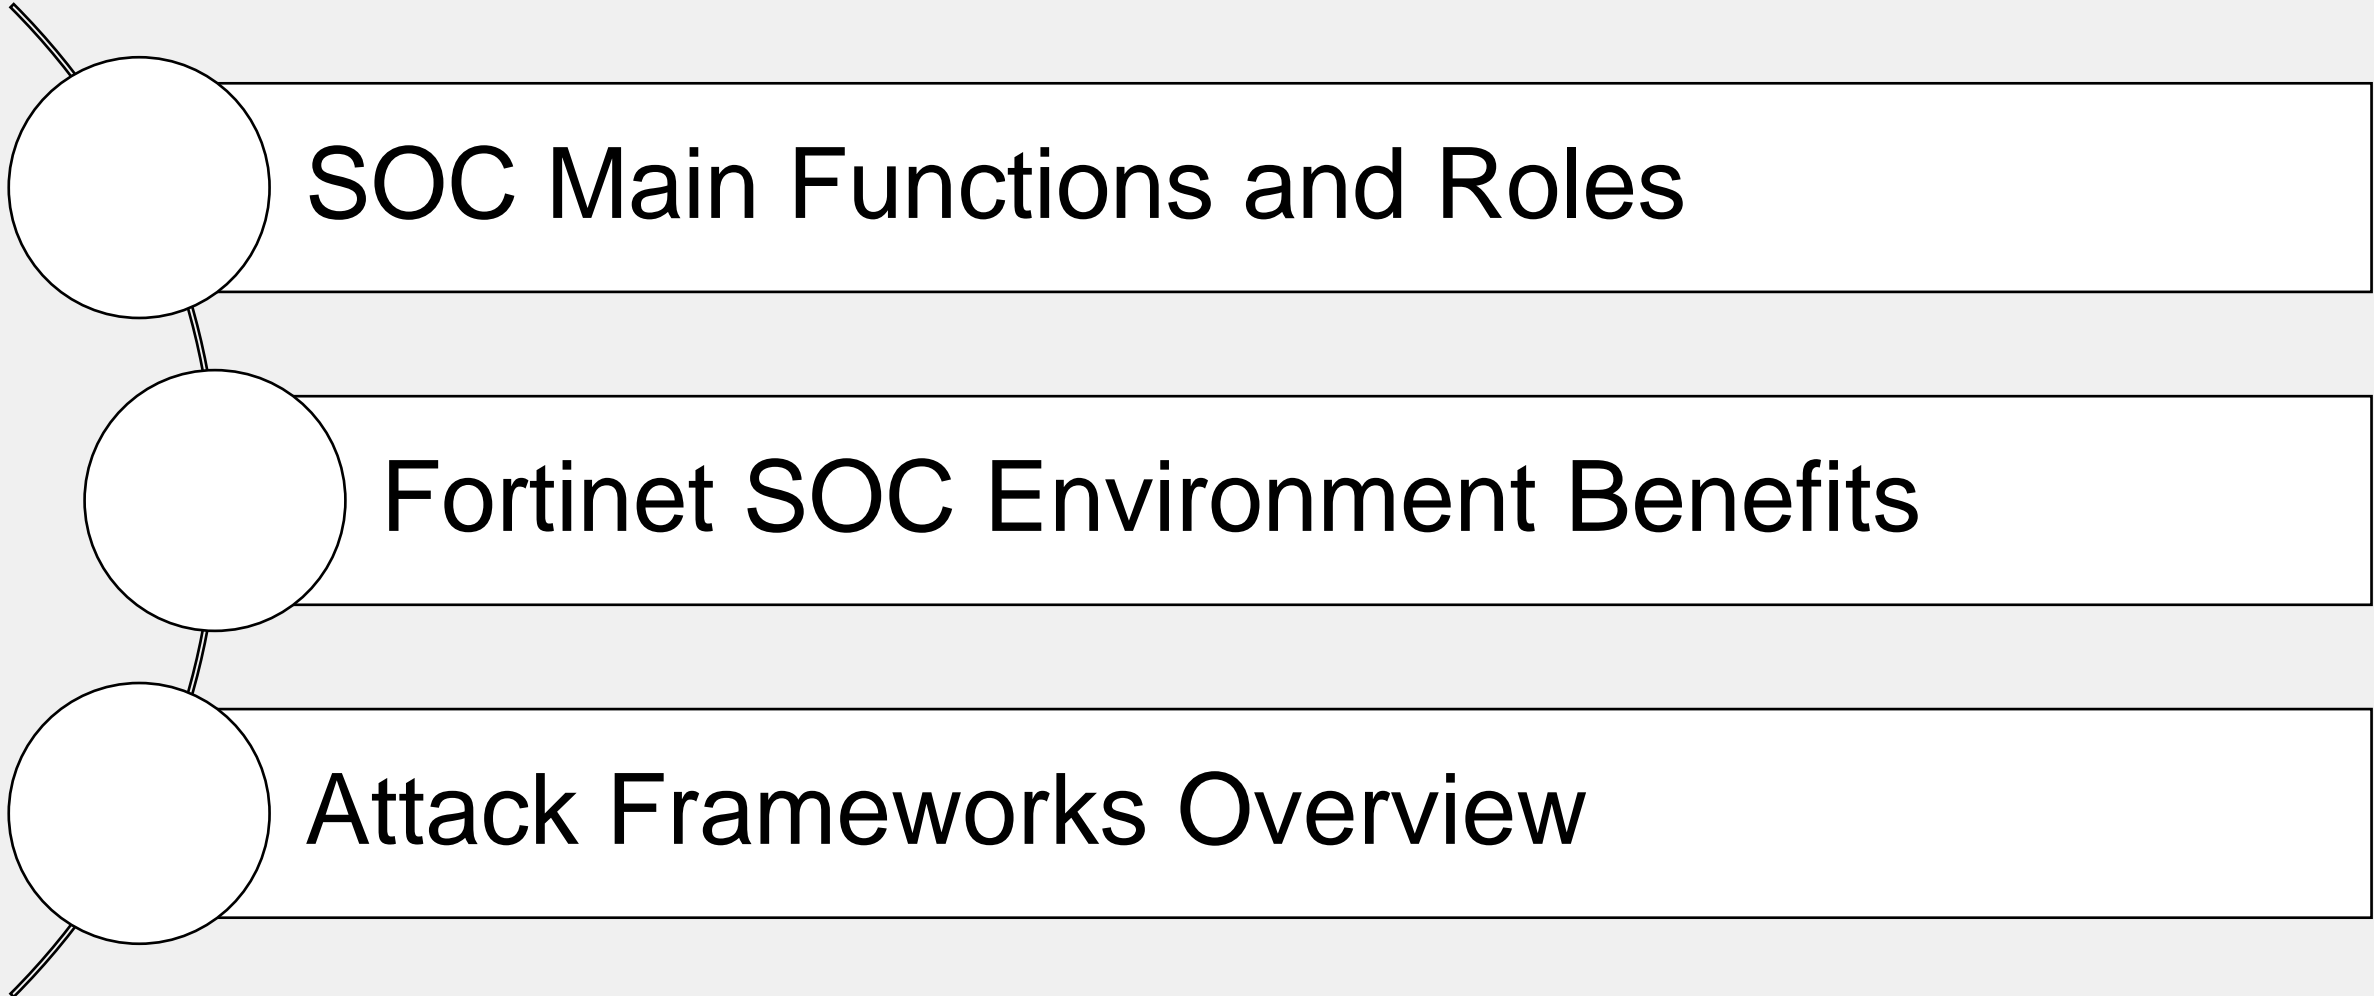 SOC Main Functions and Roles
Fortinet SOC Environment Benefits
Attack Frameworks Overview